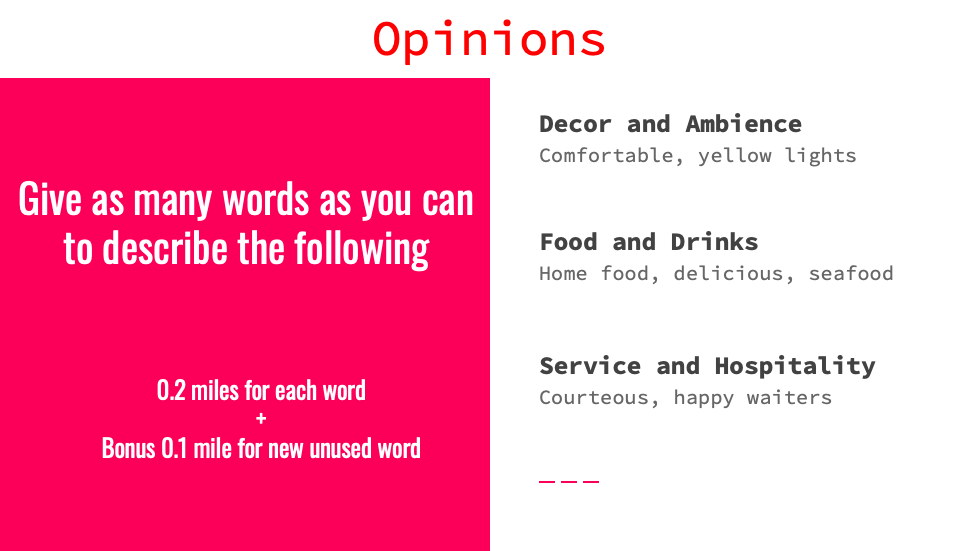 Opinions
Give as many words as you can
to describe the following
0.2 miles for each word
+
Bonus 0.1 mile for new unused word
Decor and Ambience
Comfortable, yellow lights
Food and Drinks
Home food, delicious, seafood
Service and Hospitality
Courteous, happy waiters